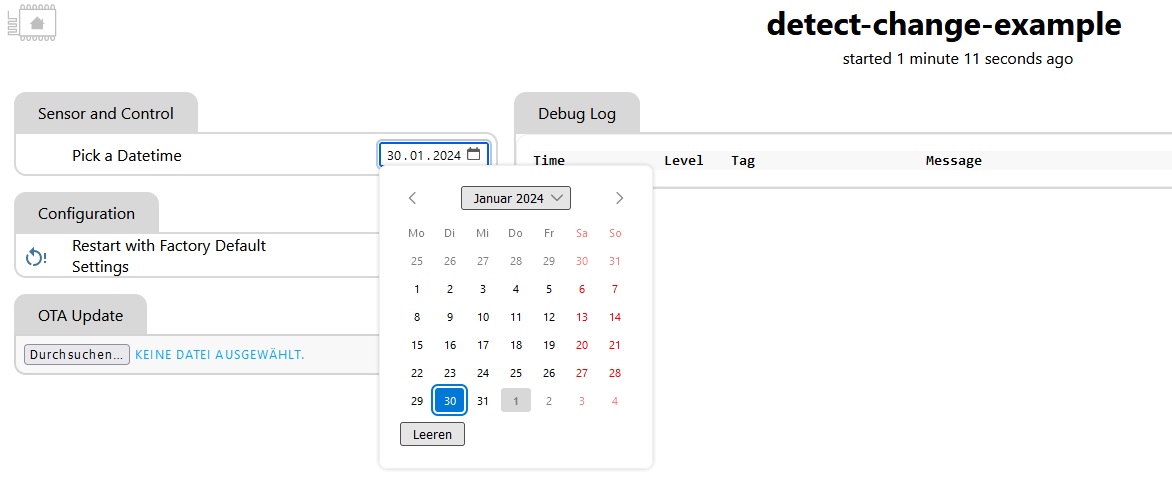 detect-change-example
started 1 minute 11 seconds ago
Sensor and Control
Pick a Datetime
30.01.2024
Debug Log
Time Level Tag Message
Januar 2024
Mo Di Mi Do Fr Sa So
25 26 27 28 29 30 31
1 2 3 4 5 6 7
8 9 10 11 12 13 14
15 16 17 18 19 20 21
22 23 24 25 26 27 28
29 30 31 1 2 3 4
Leeren
Configuration
Restart with Factory Default
Settings
OTA Update
Durchsuchen… KEINE DATEI AUSGEWÄHLT.